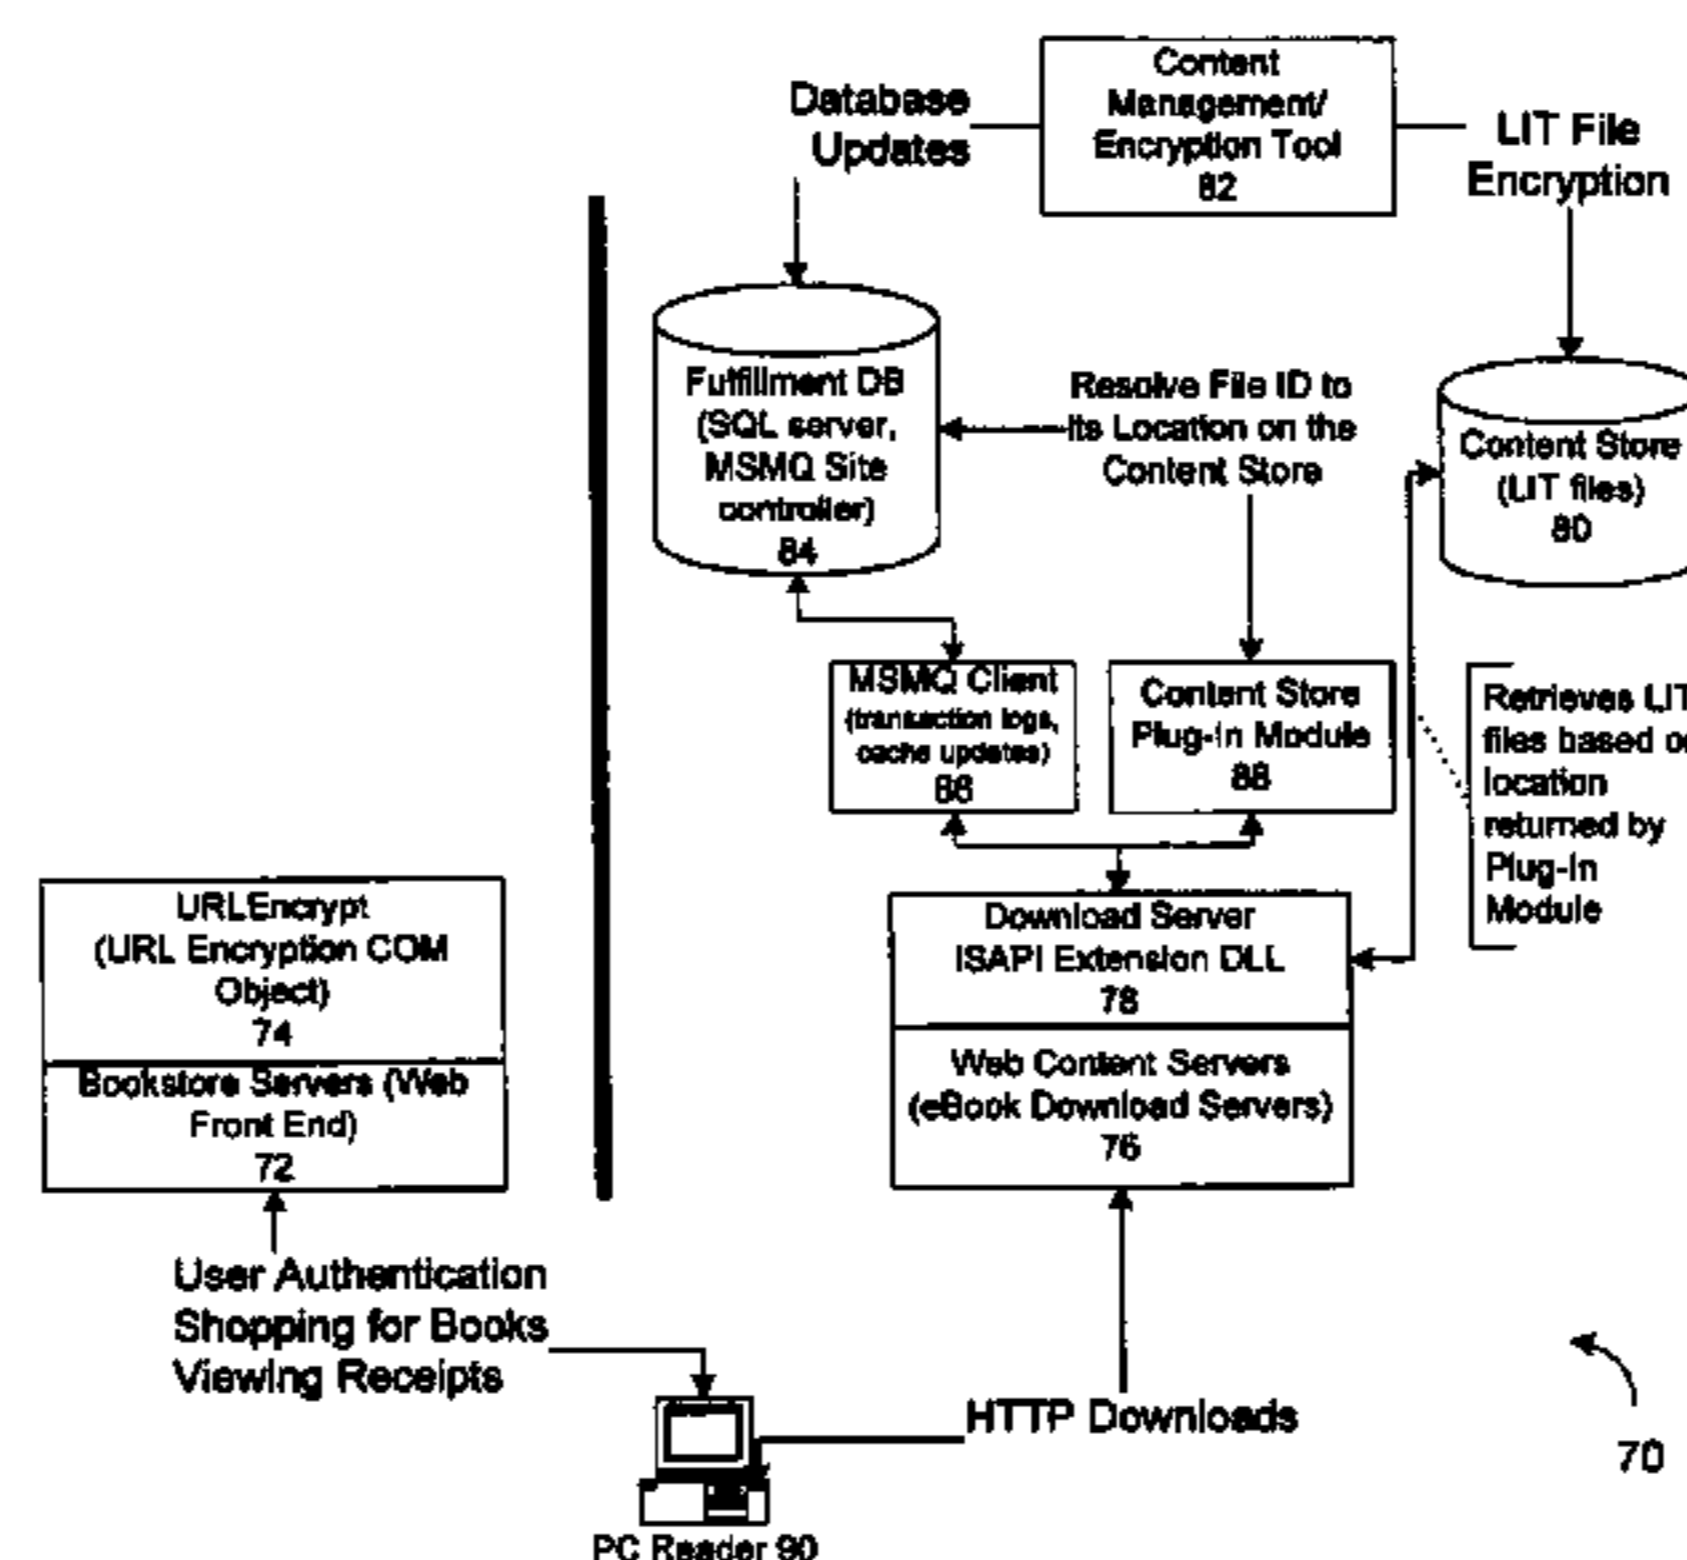 Content
Management/
Encryption Tool
82
Database
Updates
LIT File
Encryption
Fulfillment DB
(SQL server,
MSMQ Site
controller)
84
Resolve File ID to
its Location on the
Content Store
Content Store
(LIT files)
80
MSMQ Client
(transaction logs,
cache updates)
86
Content Store
Plug-In Module
88
Retrieves LIT
files based on
location
returned by
Plug-In
Module
URLEncrypt
(URL Encryption COM
Object)
74
Bookstore Servers (Web
Front End)
72
Download Server
ISAPI Extension DLL
78
Web Content Servers
(eBook Download Servers)
76
User Authentication
Shopping for Books
Viewing Receipts
HTTP Downloads
70
PC Reader 90